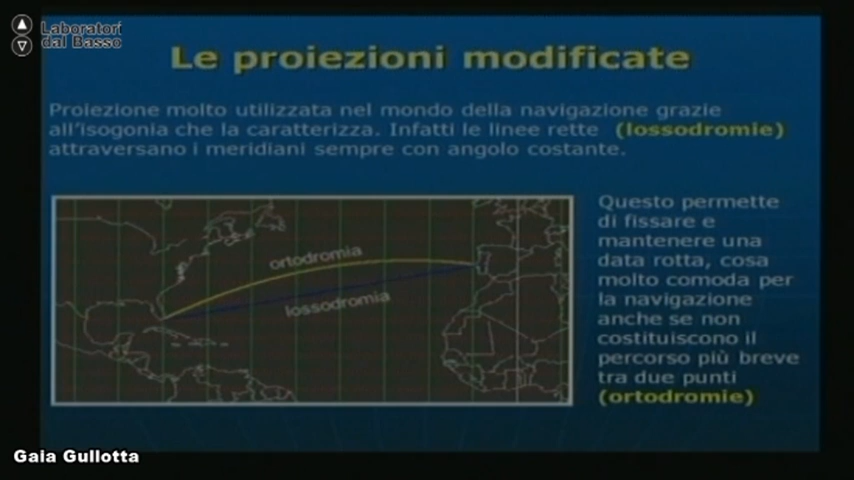 Laboratori
dal Basso
Le proiezioni modificate
Proiezione molto utilizzata nel mondo della navigazione grazie
all'isogonia che la caratterizza. Infatti le linee rette (lossodromie)
attraversano i meridiani sempre con angolo costante.
ortodromia
lossodromia
Questo permette
di fissare e
mantenere una
data rotta, cosa
molto comoda per
la navigazione
anche se non
costituiscono il
percorso più breve
tra due punti
(ortodromie)
Gaia Gullotta